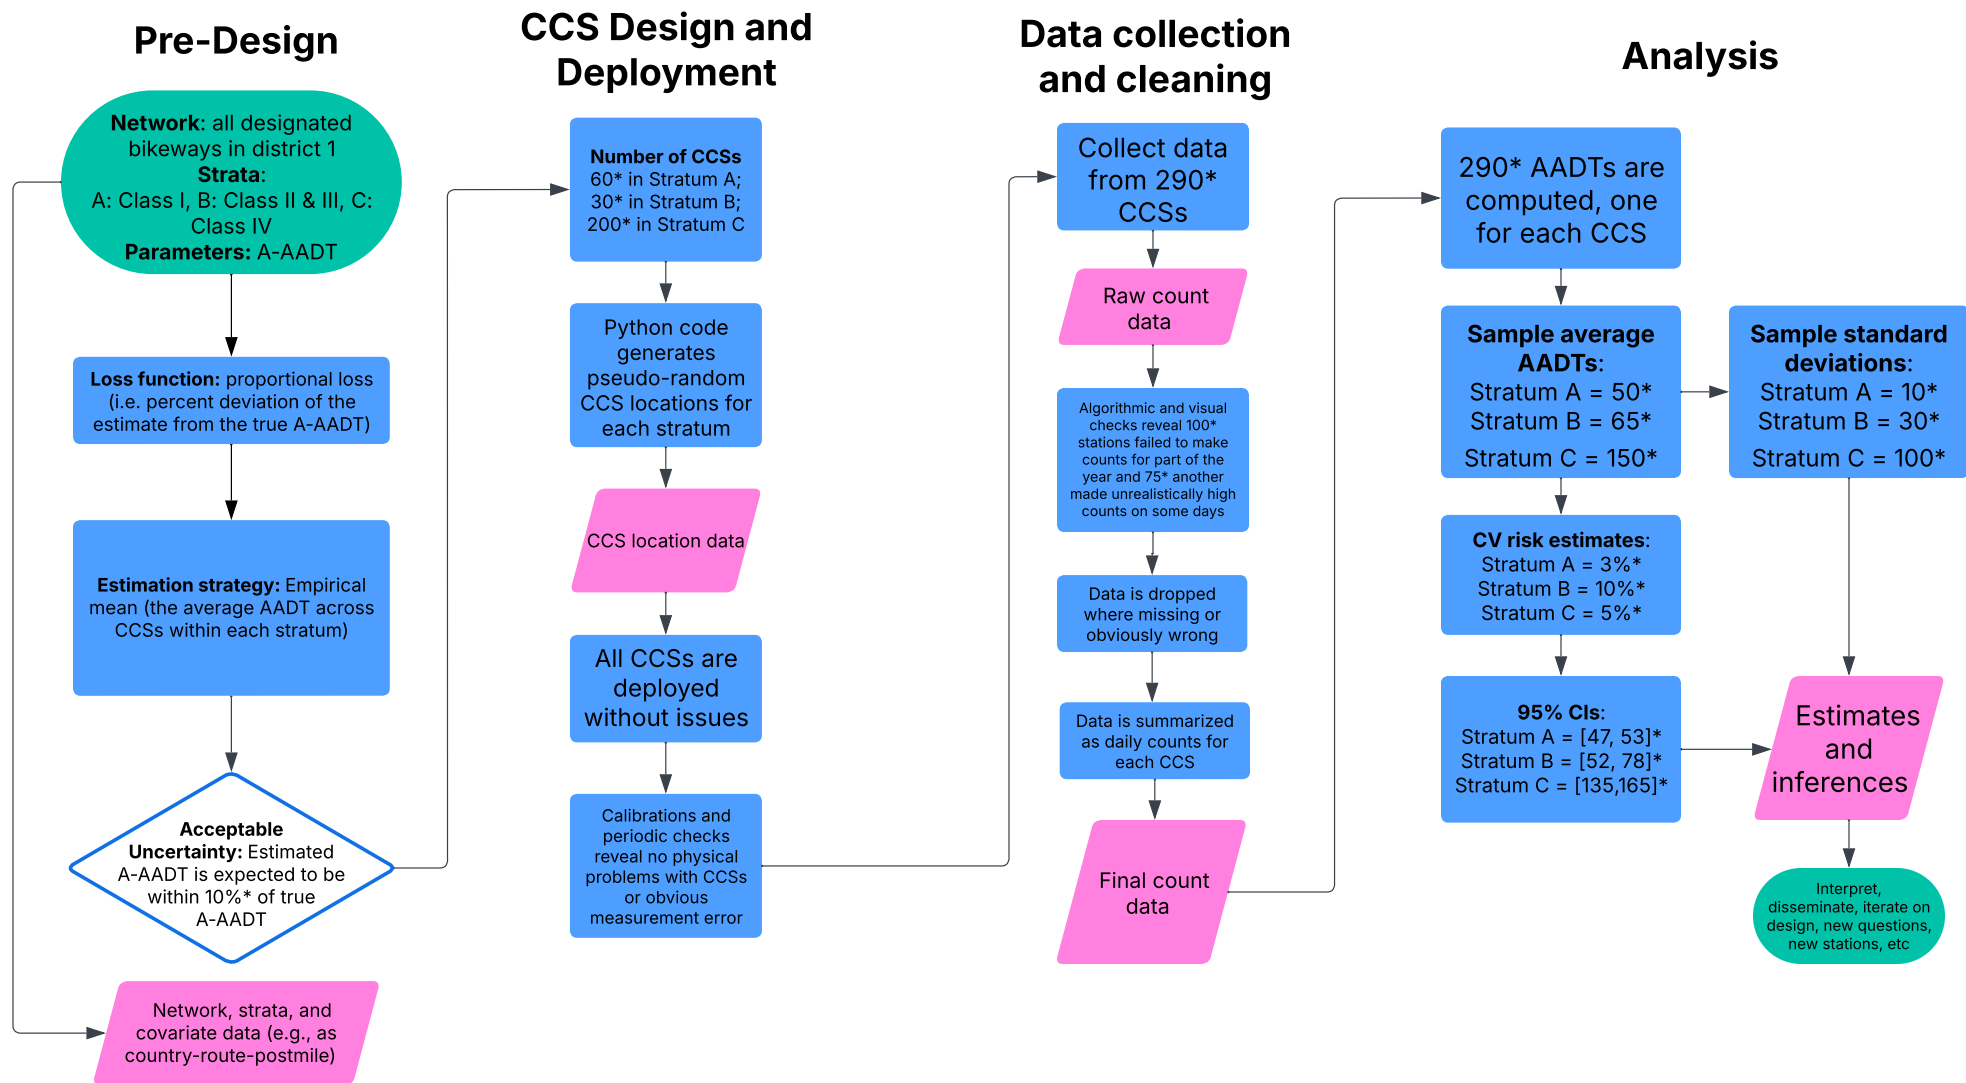 Pre-Design
Network: all designated
bikeways in district 1
Strata:
A: Class I, B: Class II & III, C:
Class IV
Parameters: A-AADT
Loss function: proportional loss
(i.e. percent deviation of the
estimate from the true A-AADT)
Estimation strategy: Empirical
mean (the average AADT across
CCSs within each stratum)
Acceptable
Uncertainty: Estimated
A-AADT is expected to be
within 10%* of true
A-AADT
Network, strata, and
covariate data (e.g., as
country-route-postmile)
CCS Design and
Deployment
Number of CCSs
60* in Stratum A;
30* in Stratum B;
200* in Stratum C
Python code
generates
pseudo-random
CCS locations for
each stratum
CCS location data
All CCSs are
deployed
without issues
Calibrations and
periodic checks
reveal no physical
problems with CCSs
or obvious
measurement error
Data collection
and cleaning
Collect data
from 290*
CCSs
Raw count
data
Algorithmic and visual
checks reveal 100*
stations failed to make
counts for part of the
year and 75* another
made unrealistically high
counts on some days
Data is dropped
where missing or
obviously wrong
Data is summarized
as daily counts for
each CCS
Final count
data
Analysis
290* AADTs are
computed, one
for each CCS
Sample average
AADTs:
Stratum A = 50*
Stratum B = 65*
Stratum C = 150*
Sample standard
deviations:
Stratum A = 10*
Stratum B = 30*
Stratum C = 100*
CV risk estimates:
Stratum A = 3%*
Stratum B = 10%*
Stratum C = 5%*
95% CIs:
Stratum A = [47, 53]*
Stratum B = [52, 78]*
Stratum C = [135,165]*
Estimates
and
inferences
Interpret,
disseminate, iterate on
design, new questions,
new stations, etc